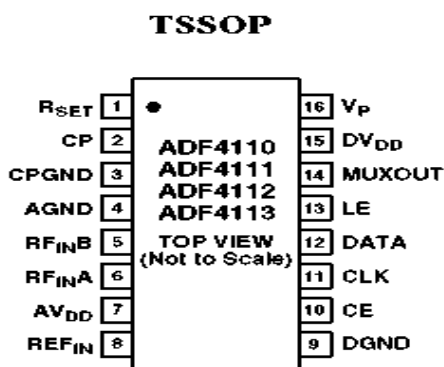 TSSOP
RSET 1
CP 2
CPGND 3
AGND 4
RFINB 5
RFINA 6
AVDD 7
REFIN 8
ADF4110
ADF4111
ADF4112
ADF4113
TOP VIEW
(Not to Scale)
16 VP
15 DVDD
14 MUXOUT
13 LE
12 DATA
11 CLK
10 CE
9 DGND